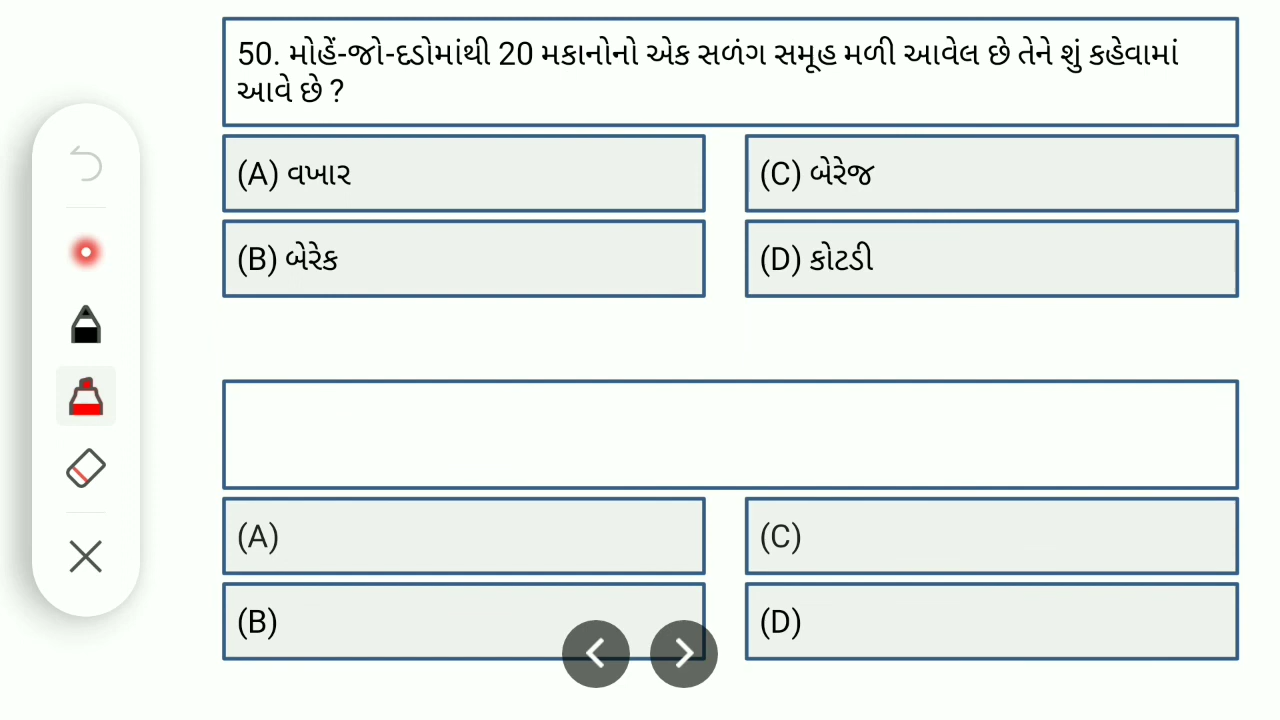 50. મોહેં-જો-દડોમાંથી 20 મકાનોનો એક સળંગ સમૂહ મળી આવેલ છે તેને શું કહેવામાં
આવે છે ?
(A) વખાર
(C) બેરેજ
(B) બેરેક
(D) કોટડી
(A)
(C)
(B)
(D)